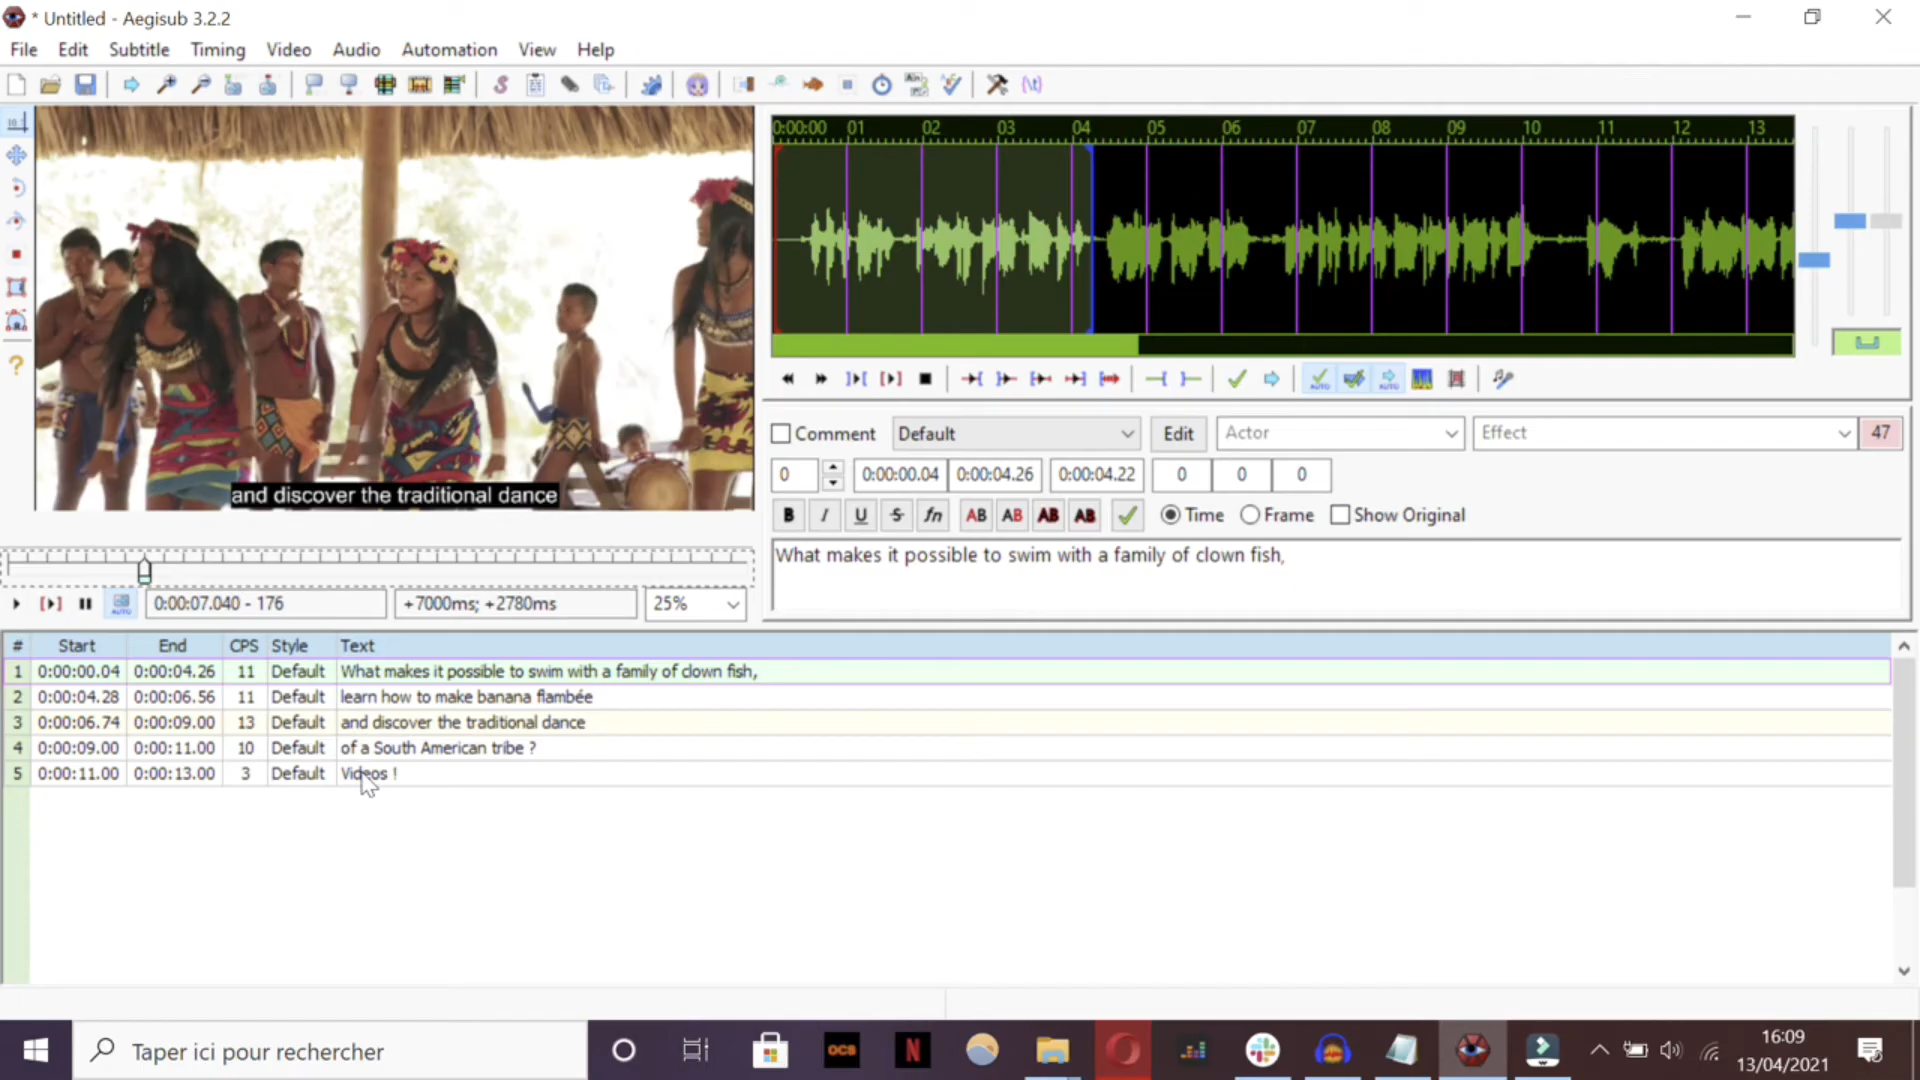 * Untitled - Aegisub 3.2.2
File Edit Subtitle Timing Video Audio Automation View Help
0:00:00 01 02 03 04 05 06 07 08 09 10 11 12 13
and discover the traditional dance
Comment Default Edit Actor Effect 47
0 0:00:00.04 0:00:04.26 0:00:04.22 0 0 0
B I U S fn AB AB AB AB Time Frame Show Original
What makes it possible to swim with a family of clown fish,
AUTO 0:00:07.040 - 176 +7000ms; +2780ms 25%
# Start End CPS Style Text
1 0:00:00.04 0:00:04.26 11 Default What makes it possible to swim with a family of clown fish,
2 0:00:04.28 0:00:06.56 11 Default learn how to make banana flambée
3 0:00:06.74 0:00:09.00 13 Default and discover the traditional dance
4 0:00:09.00 0:00:11.00 10 Default of a South American tribe ?
5 0:00:11.00 0:00:13.00 3 Default Videos !
Taper ici pour rechercher
OCS
N
16:09
13/04/2021